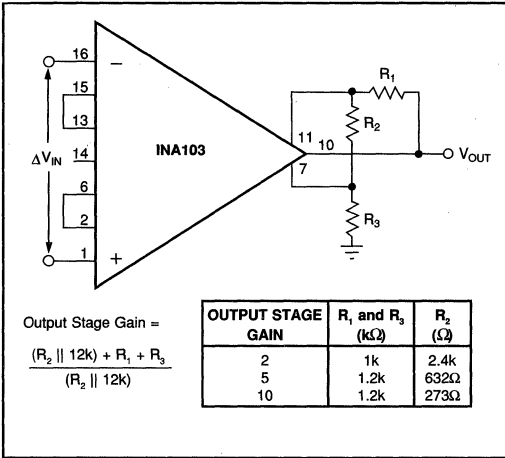 16
−
15
13
ΔV_IN
14
INA103
6
2
1
+
11
10
7
R₁
R₂
R₃
V_OUT
Output Stage Gain =
(R₂ || 12k) + R₁ + R₃
(R₂ || 12k)
OUTPUT STAGE GAIN | R₁ and R₃ (kΩ) | R₂ (Ω)
2 | 1k | 2.4k
5 | 1.2k | 632Ω
10 | 1.2k | 273Ω